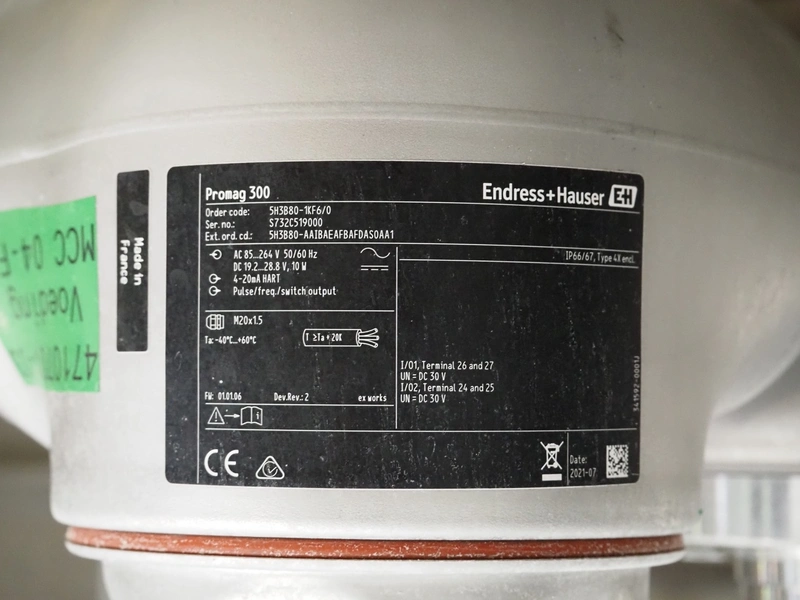 Promag 300
Endress+Hauser EH
Order code: 5H3B80-1KF6/0
Ser. no.: S732C519000
Ext. ord. cd.: 5H3B80-AAIBAEAFBAFDASOAA1
IP66/67, Type 4X encl.
AC 85...264 V 50/60 Hz
DC 19.2...28.8 V, 10 W
4-20mA HART
Pulse/freq./switch output
M20x1.5
Ta: -40°C...+60°C
T ≥Ta + 20K
I/O1, Terminal 26 and 27
UN = DC 30 V
I/O2, Terminal 24 and 25
UN = DC 30 V
FW: 01.01.06 Dev.Rev.: 2 ex works
CE
Date:
2021-07
Made in
France
MCC 04-F
Voeding